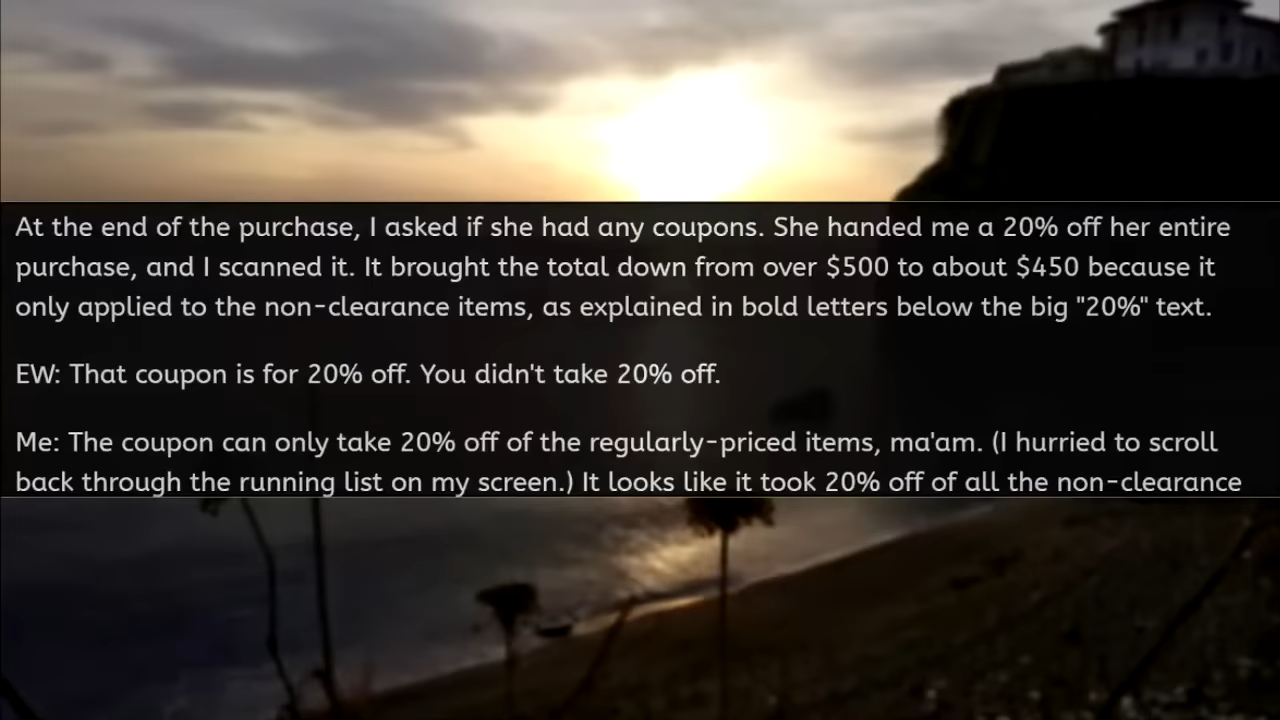 At the end of the purchase, I asked if she had any coupons. She handed me a 20% off her entire
purchase, and I scanned it. It brought the total down from over $500 to about $450 because it
only applied to the non-clearance items, as explained in bold letters below the big "20%" text.
EW: That coupon is for 20% off. You didn't take 20% off.
Me: The coupon can only take 20% off of the regularly-priced items, ma'am. (I hurried to scroll
back through the running list on my screen.) It looks like it took 20% off of all the non-clearance